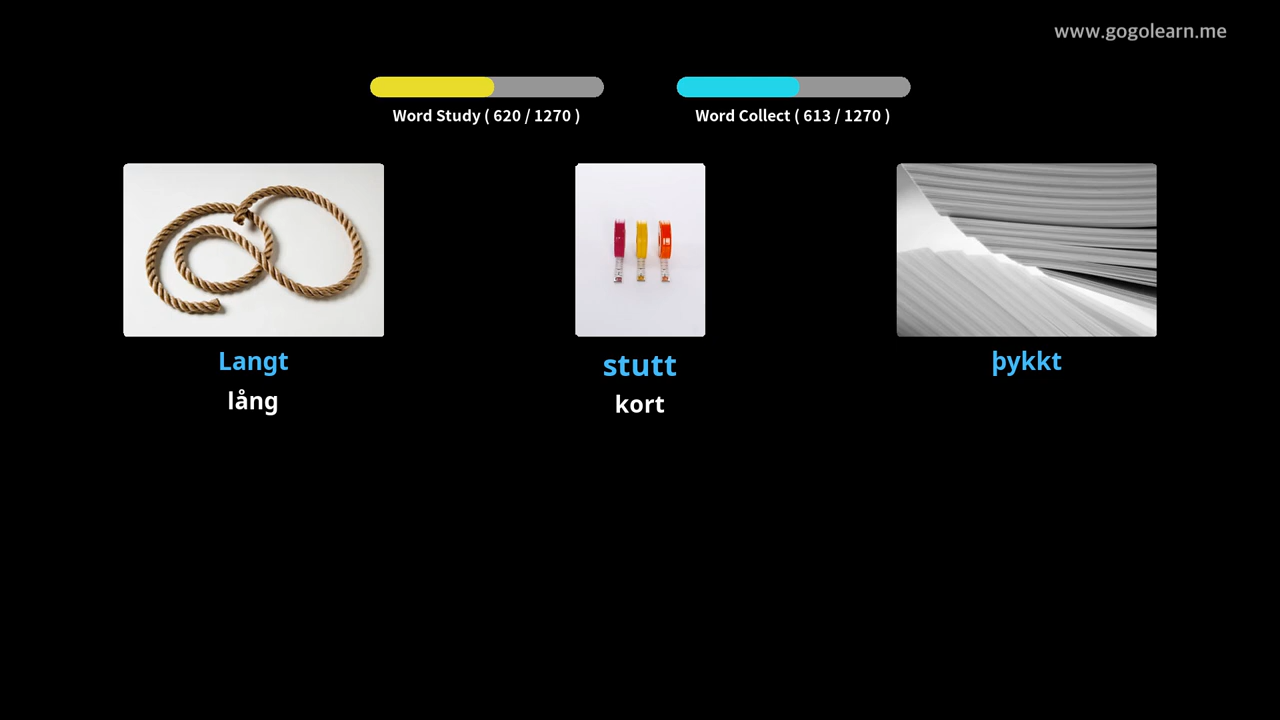 www.gogolearn.me
Word Study ( 620 / 1270 )
Word Collect ( 613 / 1270 )
Langt
lång
stutt
kort
þykkt